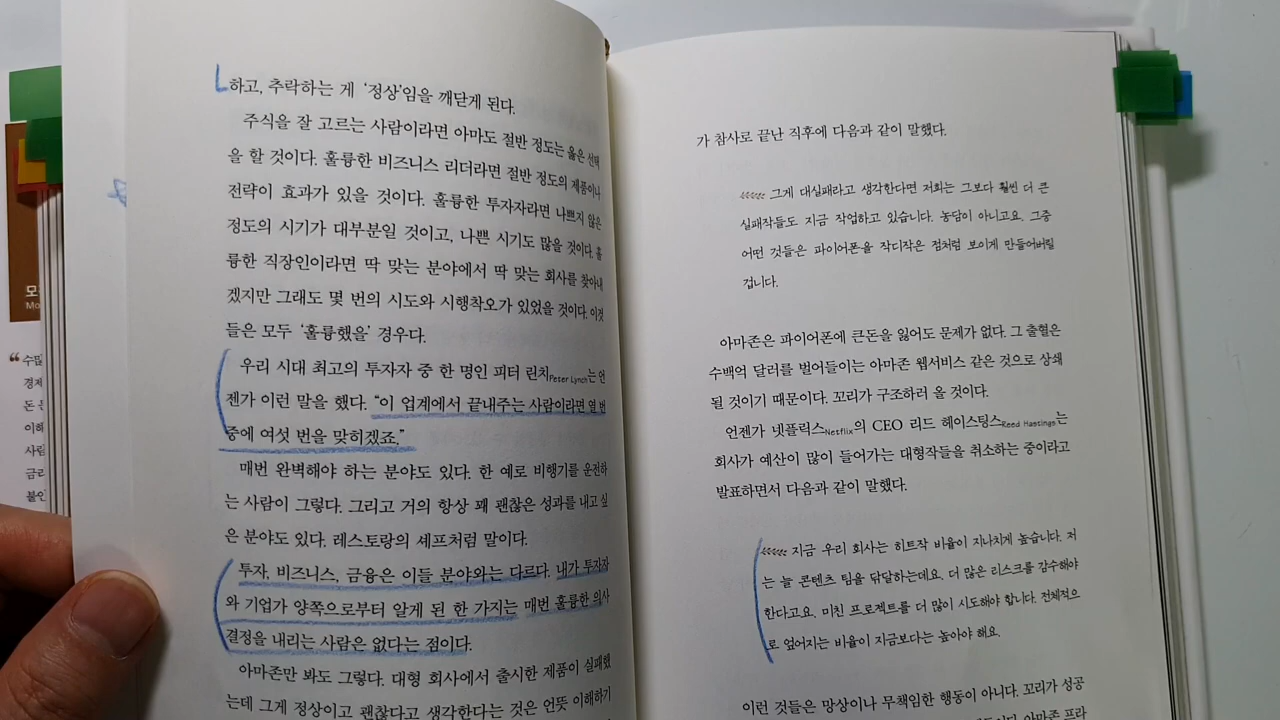 하고, 추락하는 게 '정상'임을 깨닫게 된다.
주식을 잘 고르는 사람이라면 아마도 절반 정도는 옳은 선택
을 할 것이다. 훌륭한 비즈니스 리더라면 절반 정도의 제품이나
전략이 효과가 있을 것이다. 훌륭한 투자자라면 나쁘지 않은
정도의 시기가 대부분일 것이고, 나쁜 시기도 많을 것이다. 훌
륭한 직장인이라면 딱 맞는 분야에서 딱 맞는 회사를 찾아내
겠지만 그래도 몇 번의 시도와 시행착오가 있었을 것이다. 이것
들은 모두 '훌륭했을' 경우다.
우리 시대 최고의 투자자 중 한 명인 피터 린치Peter Lynch는 언
젠가 이런 말을 했다. “이 업계에서 끝내주는 사람이라면 열 번
중에 여섯 번을 맞히겠죠.”
매번 완벽해야 하는 분야도 있다. 한 예로 비행기를 운전하
는 사람이 그렇다. 그리고 거의 항상 꽤 괜찮은 성과를 내고 싶
은 분야도 있다. 레스토랑의 셰프처럼 말이다.
투자, 비즈니스, 금융은 이들 분야와는 다르다. 내가 투자자
와 기업가 양쪽으로부터 알게 된 한 가지는 매번 훌륭한 의사
결정을 내리는 사람은 없다는 점이다.
아마존만 봐도 그렇다. 대형 회사에서 출시한 제품이 실패했
는데 그게 정상이고 괜찮다고 생각한다는 것은 언뜻 이해하기
가 참사로 끝난 직후에 다음과 같이 말했다.
그게 대실패라고 생각한다면 저희는 그보다 훨씬 더 큰
실패작들도 지금 작업하고 있습니다. 농담이 아니고요. 그중
어떤 것들은 파이어폰을 작디작은 점처럼 보이게 만들어버릴
겁니다.
아마존은 파이어폰에 큰돈을 잃어도 문제가 없다. 그 출혈은
수백억 달러를 벌어들이는 아마존 웹서비스 같은 것으로 상쇄
될 것이기 때문이다. 꼬리가 구조하러 올 것이다.
언젠가 넷플릭스Netflix의 CEO 리드 헤이스팅스Reed Hastings는
회사가 예산이 많이 들어가는 대형작들을 취소하는 중이라고
발표하면서 다음과 같이 말했다.
지금 우리 회사는 히트작 비율이 지나치게 높습니다. 저
는 늘 콘텐츠 팀을 닦달하는데요. 더 많은 리스크를 감수해야
한다고요. 미친 프로젝트를 더 많이 시도해야 합니다. 전체적으
로 엎어지는 비율이 지금보다는 높아야 해요.
이런 것들은 망상이나 무책임한 행동이 아니다. 꼬리가 성공